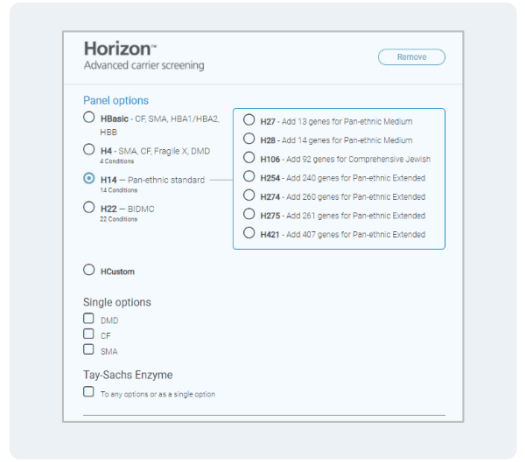 Horizon™
Advanced carrier screening
Remove
Panel options
HBasic - CF, SMA, HBA1/HBA2,
HBB
H4 - SMA, CF, Fragile X, DMD
4 Conditions
H14 – Pan-ethnic standard
14 Conditions
H22 – BIDMC
22 Conditions
H27 - Add 13 genes for Pan-ethnic Medium
H28 - Add 14 genes for Pan-ethnic Medium
H106 - Add 92 genes for Comprehensive Jewish
H254 - Add 240 genes for Pan-ethnic Extended
H274 - Add 260 genes for Pan-ethnic Extended
H275 - Add 261 genes for Pan-ethnic Extended
H421 - Add 407 genes for Pan-ethnic Extended
HCustom
Single options
DMD
CF
SMA
Tay-Sachs Enzyme
To any options or as a single option